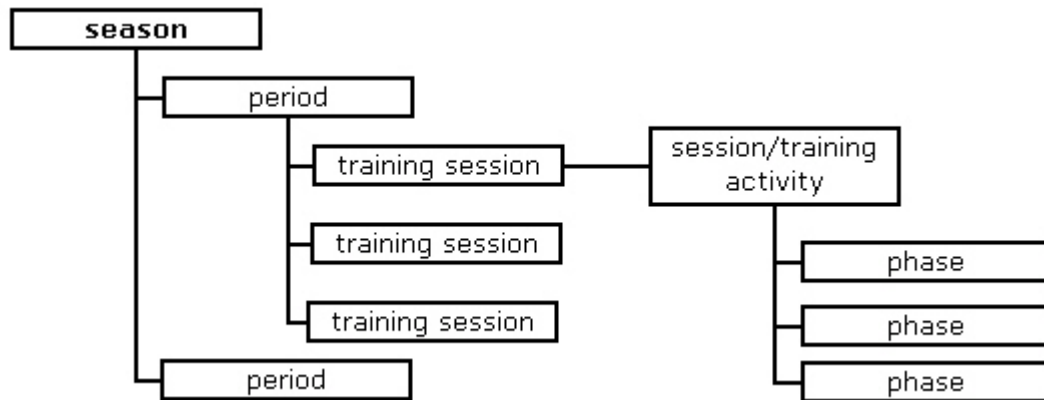 season
period
training session
session/training
activity
training session
phase
training session
phase
period
phase